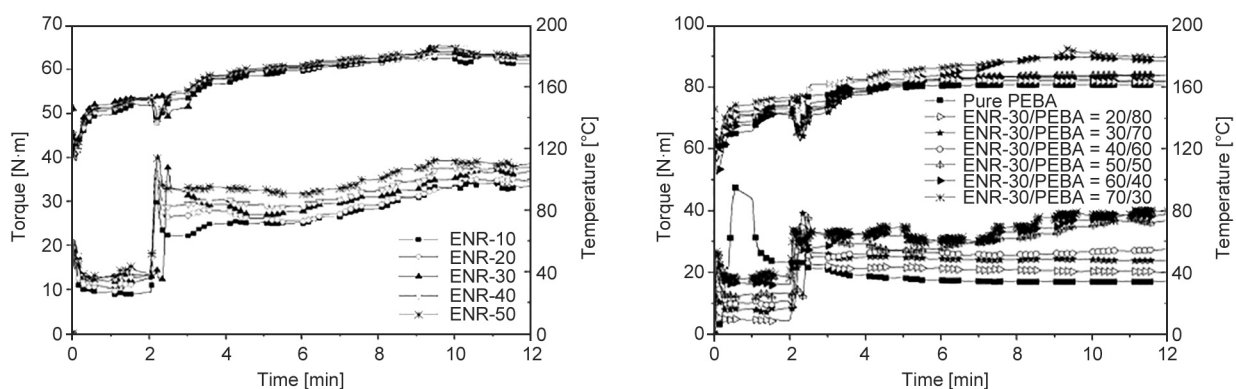 70
60
50
40
30
20
10
0
Torque [N·m]
200
160
120
80
40
0
Temperature [°C]
ENR-10
ENR-20
ENR-30
ENR-40
ENR-50
0 2 4 6 8 10 12
Time [min]
100
80
60
40
20
0
Torque [N·m]
200
160
120
80
40
0
Temperature [°C]
Pure PEBA
ENR-30/PEBA = 20/80
ENR-30/PEBA = 30/70
ENR-30/PEBA = 40/60
ENR-30/PEBA = 50/50
ENR-30/PEBA = 60/40
ENR-30/PEBA = 70/30
0 2 4 6 8 10 12
Time [min]